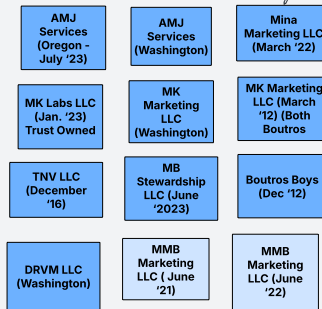 AMJ
Services
(Oregon -
July ‘23)
AMJ
Services
(Washington)
Mina
Marketing LLC
(March ‘22)
MK Labs LLC
(Jan. ‘23)
Trust Owned
MK
Marketing
LLC
(Washington)
MK Marketing
LLC (March
‘12) (Both
Boutros
TNV LLC
(December
‘16)
MB
Stewardship
LLC (June
‘2023)
Boutros Boys
(Dec ‘12)
DRVM LLC
(Washington)
MMB
Marketing
LLC ( June
‘21)
MMB
Marketing
LLC (June
‘22)